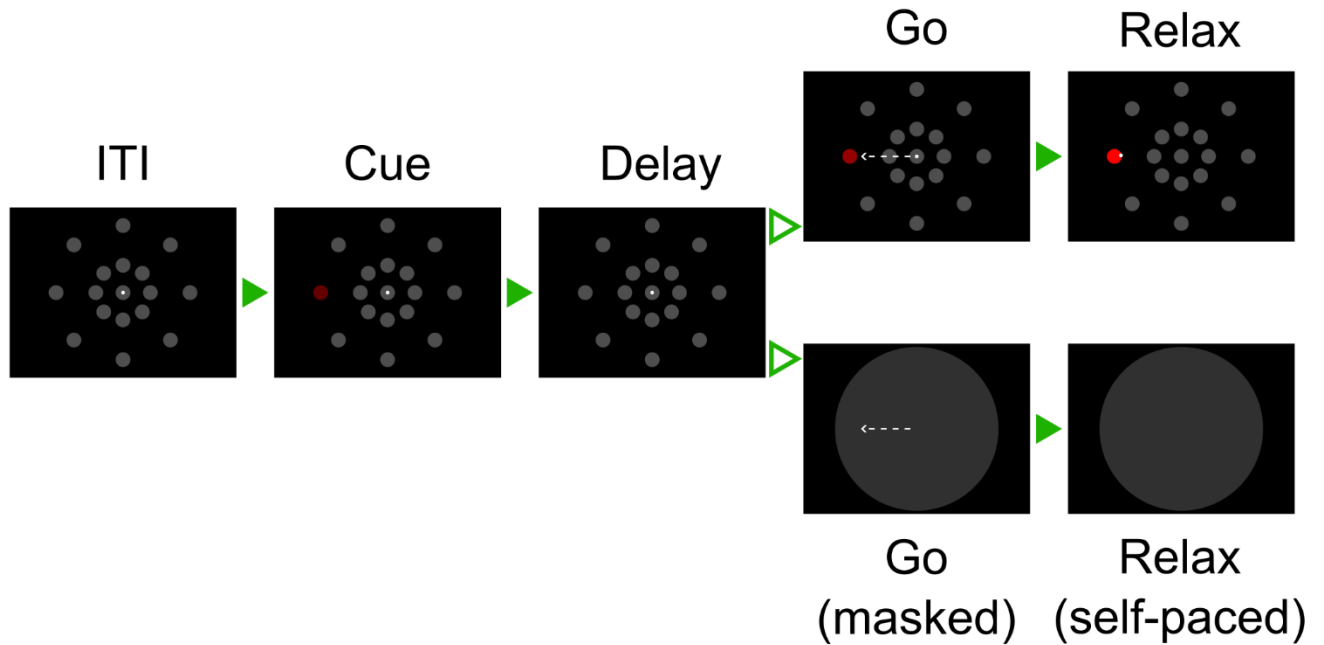 Go
Relax
ITI
Cue
Delay
Go
(masked)
Relax
(self-paced)